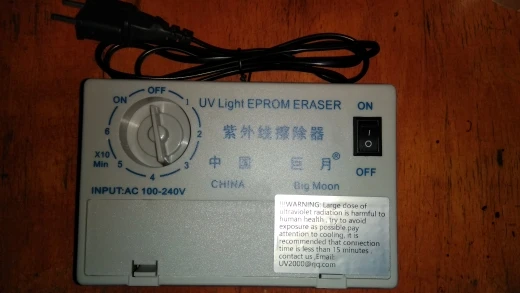 OFF
ON
1
2
3
4
5
6
X10
Min
INPUT:AC 100-240V
UV Light EPROM ERASER
紫外线擦除器
中国 巨月®
CHINA Big Moon
ON
OFF
!!!WARNING: Large dose of
ultraviolet radiation is harmful to
human health , try to avoid
exposure as possible.pay
attention to cooling, it is
recommended that connection
time is less than 15 minutes .
contact us ,Email:
UV2000@qq.com